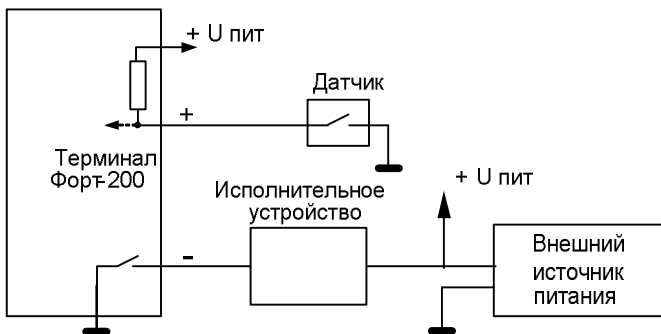 + U пит
Датчик
+
Терминал
Форт-200
Исполнительное
устройство
+ U пит
-
Внешний
источник
питания